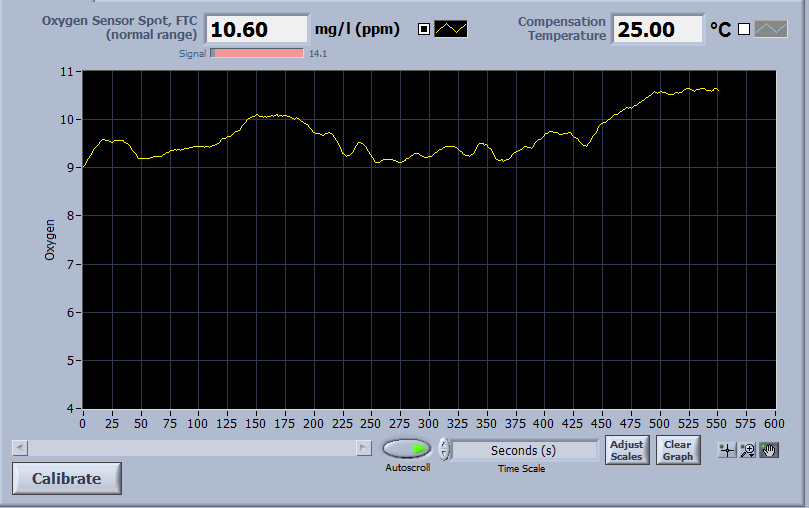 Oxygen Sensor Spot, FTC
(normal range)
10.60
mg/l (ppm)
Compensation
Temperature
25.00
°C
Signal
14.1
Oxygen
11
10
9
8
7
6
5
4
0 25 50 75 100 125 150 175 200 225 250 275 300 325 350 375 400 425 450 475 500 525 550 575 600
Autoscroll
Seconds (s)
Time Scale
Adjust
Scales
Clear
Graph
Calibrate